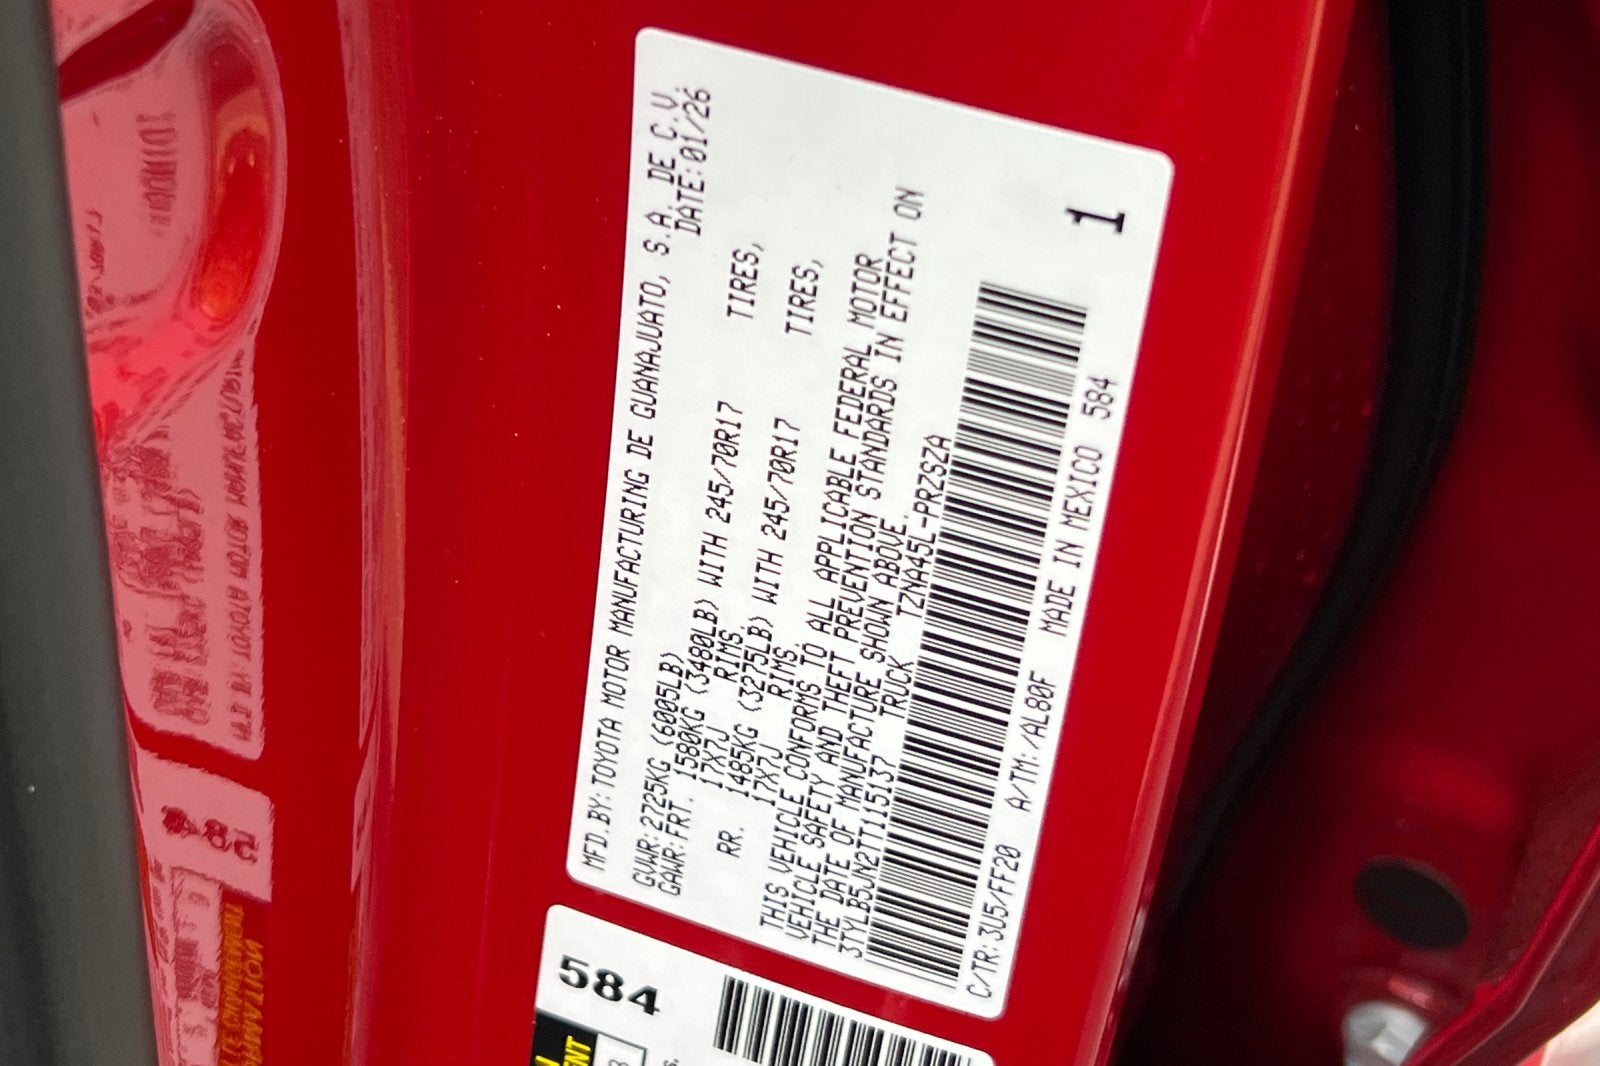 MFD.BY:TOYOTA MOTOR MANUFACTURING DE GUANAJUATO, S.A. DE C.V.
DATE:01/26
GVWR:2725KG (6005LB)
GAWR:FRT. 1580KG (3480LB) WITH 245/70R17 TIRES,
17X7J RIMS,
RR. 1485KG (3275LB) WITH 245/70R17 TIRES,
17X7J RIMS.
THIS VEHICLE CONFORMS TO ALL APPLICABLE FEDERAL MOTOR
VEHICLE SAFETY AND THEFT PREVENTION STANDARDS IN EFFECT ON
THE DATE OF MANUFACTURE SHOWN ABOVE.
3TYLB5JN2TT115137 TRUCK TZNA45L-PRZSZA
1
C/TR:3U5/FF20 A/TM:/AL80F MADE IN MEXICO 584
584